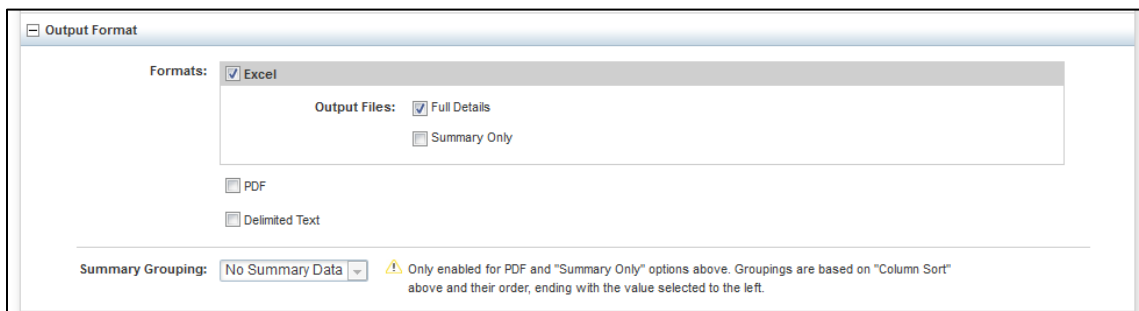 Output Format
Formats: Excel
Output Files: Full Details
Summary Only
PDF
Delimited Text
Summary Grouping: No Summary Data Only enabled for PDF and "Summary Only" options above. Groupings are based on "Column Sort"
above and their order, ending with the value selected to the left.